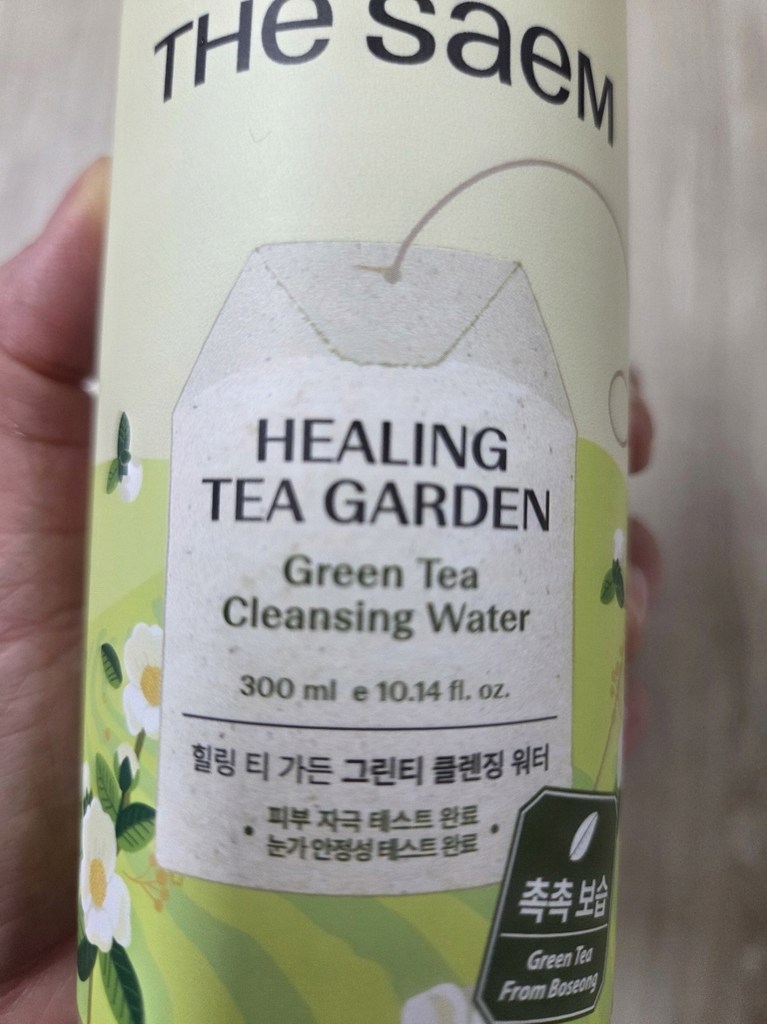 THE saem
HEALING
TEA GARDEN
Green Tea
Cleansing Water
300 ml e 10.14 fl. oz.
힐링 티 가든 그린티 클렌징 워터
• 피부 자극 테스트 완료 •
눈가 안정성 테스트 완료
촉촉 보습
Green Tea
From Boseong